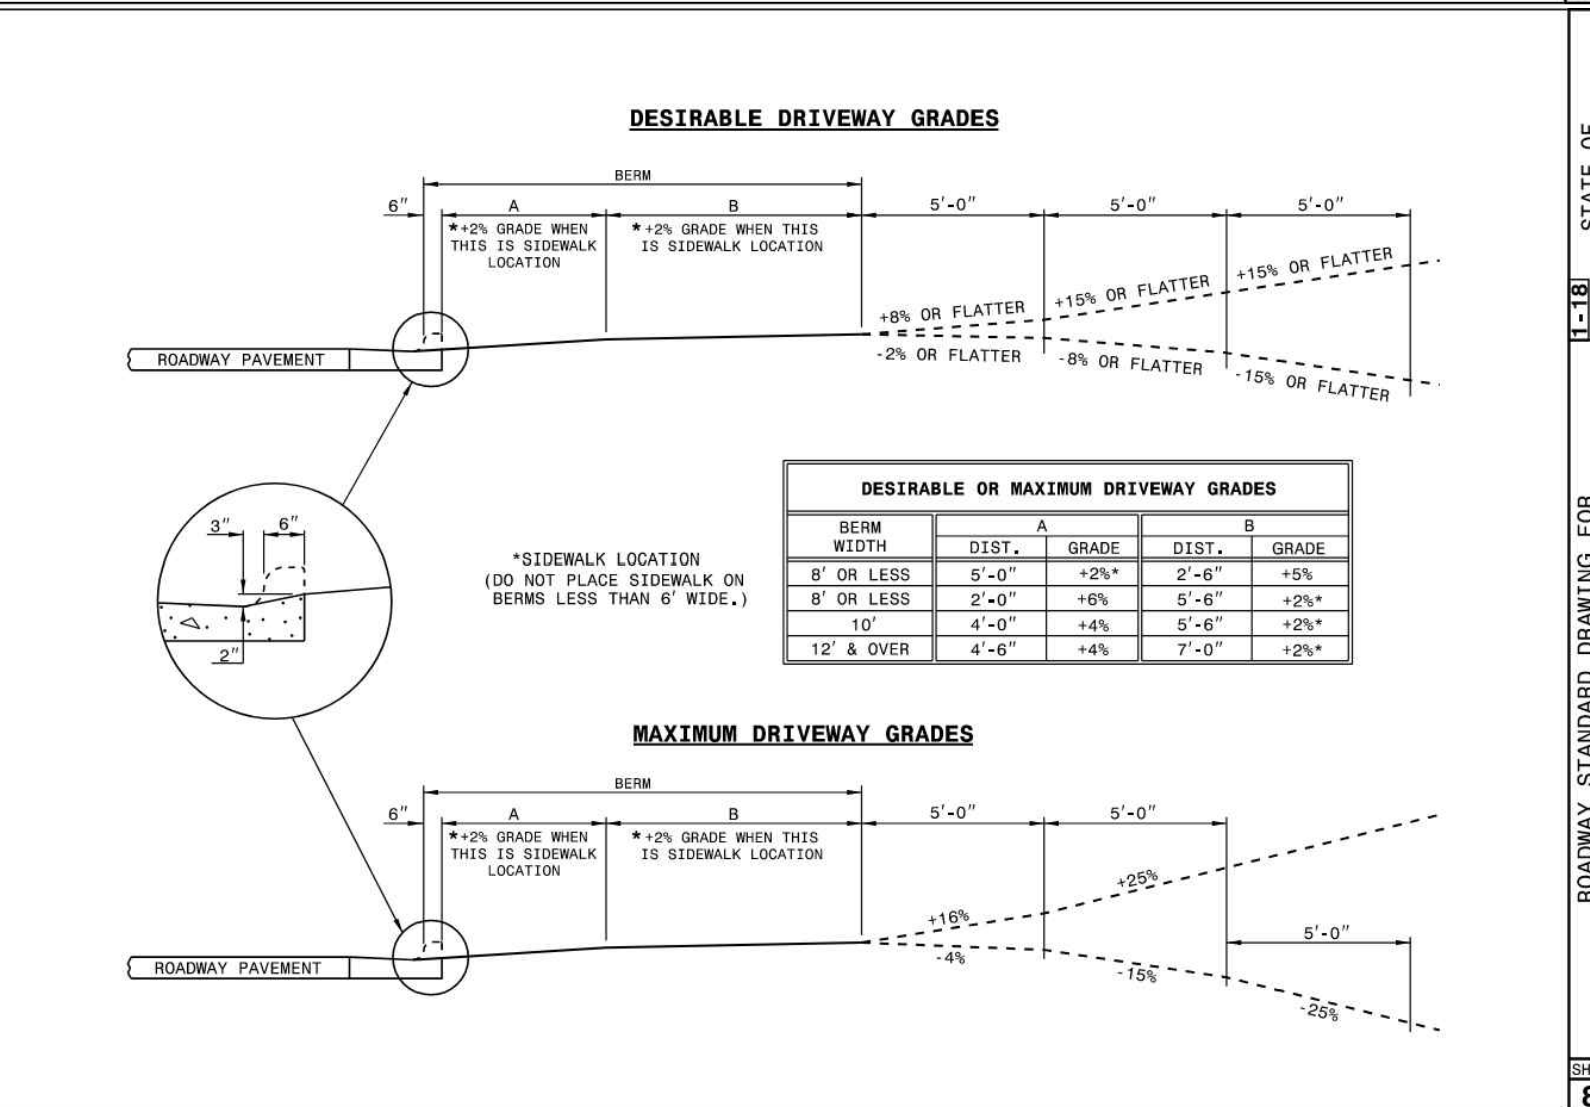 DESIRABLE DRIVEWAY GRADES
BERM
6″ A B 5′-0″ 5′-0″ 5′-0″
*+2% GRADE WHEN
THIS IS SIDEWALK
LOCATION
*+2% GRADE WHEN THIS
IS SIDEWALK LOCATION
+8% OR FLATTER
+15% OR FLATTER
+15% OR FLATTER
-2% OR FLATTER
-8% OR FLATTER
-15% OR FLATTER
ROADWAY PAVEMENT
3″ 6″
2″
*SIDEWALK LOCATION
(DO NOT PLACE SIDEWALK ON
BERMS LESS THAN 6′ WIDE.)
DESIRABLE OR MAXIMUM DRIVEWAY GRADES
BERM
WIDTH
A B
DIST. GRADE DIST. GRADE
8′ OR LESS 5′-0″ +2%* 2′-6″ +5%
8′ OR LESS 2′-0″ +6% 5′-6″ +2%*
10′ 4′-0″ +4% 5′-6″ +2%*
12′ & OVER 4′-6″ +4% 7′-0″ +2%*
MAXIMUM DRIVEWAY GRADES
BERM
6″ A B 5′-0″ 5′-0″
*+2% GRADE WHEN
THIS IS SIDEWALK
LOCATION
*+2% GRADE WHEN THIS
IS SIDEWALK LOCATION
+16%
+25%
-4%
-15%
5′-0″
-25%
ROADWAY PAVEMENT
STATE OF
1-18
ROADWAY STANDARD DRAWING FOR
SH